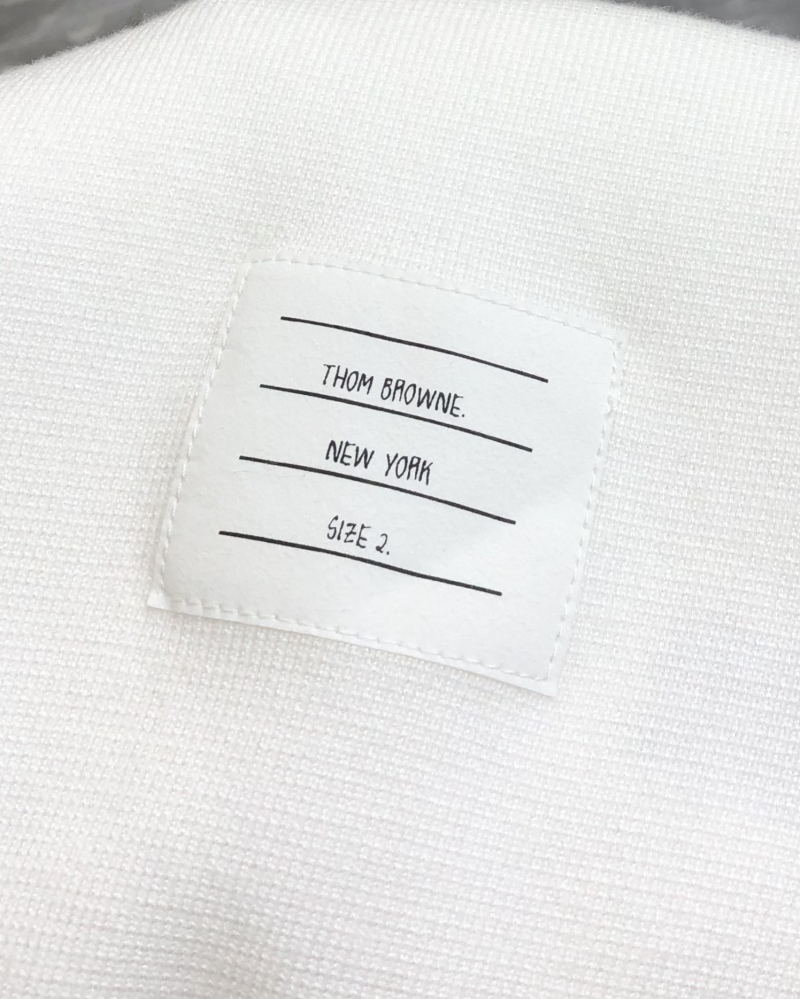 THOM BROWNE.
NEW YORK
SIZE 2.